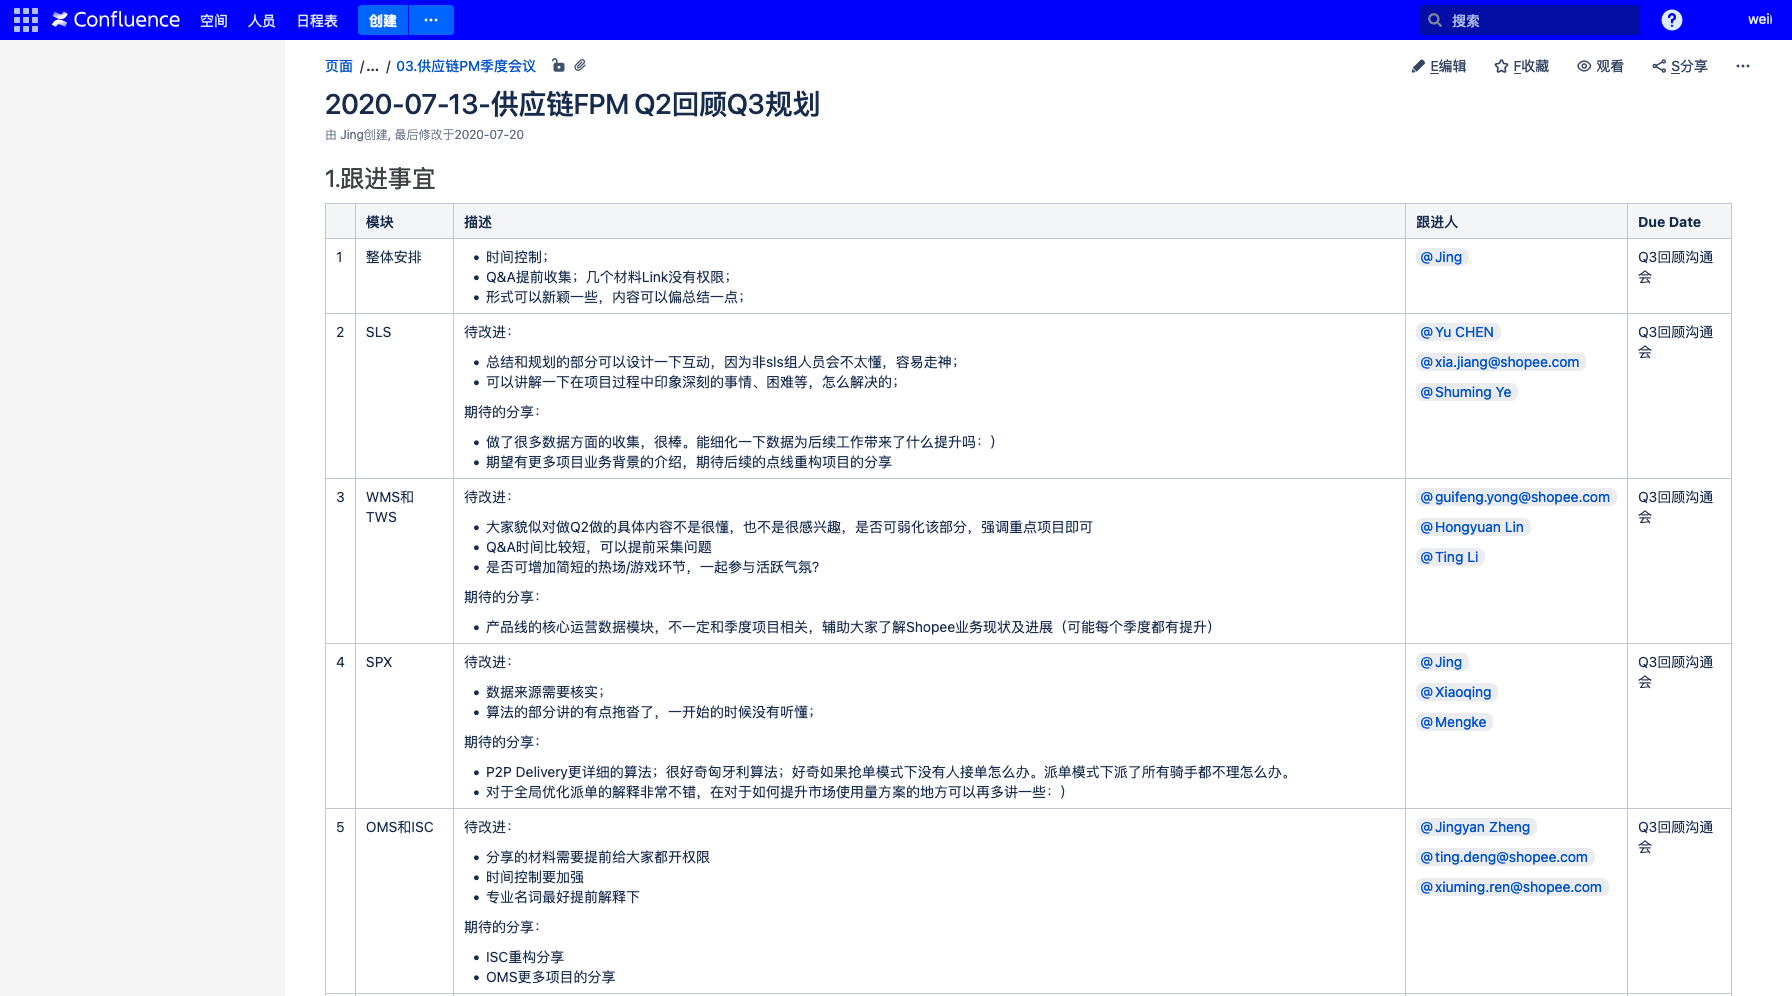 Confluence 空间 人员 日程表 创建 ··· 搜索 ? wei
页面 /... / 03.供应链PM季度会议 E编辑 F收藏 观看 S分享 ···
2020-07-13-供应链FPM Q2回顾Q3规划
由 Jing创建, 最后修改于2020-07-20
1.跟进事宜
模块 描述 跟进人 Due Date
1 整体安排
• 时间控制；
• Q&A提前收集；几个材料Link没有权限；
• 形式可以新颖一些，内容可以偏总结一点；
@Jing
Q3回顾沟通
会
2 SLS
待改进：
• 总结和规划的部分可以设计一下互动，因为非sls组人员会不太懂，容易走神；
• 可以讲解一下在项目过程中印象深刻的事情、困难等，怎么解决的；
期待的分享：
• 做了很多数据方面的收集，很棒。能细化一下数据为后续工作带来了什么提升吗：）
• 期望有更多项目业务背景的介绍，期待后续的点线重构项目的分享
@Yu CHEN
@xia.jiang@shopee.com
@Shuming Ye
Q3回顾沟通
会
3 WMS和
TWS
待改进：
• 大家貌似对做Q2做的具体内容不是很懂，也不是很感兴趣，是否可弱化该部分，强调重点项目即可
• Q&A时间比较短，可以提前采集问题
• 是否可增加简短的热场/游戏环节，一起参与活跃气氛？
期待的分享：
• 产品线的核心运营数据模块，不一定和季度项目相关，辅助大家了解Shopee业务现状及进展（可能每个季度都有提升）
@guifeng.yong@shopee.com
@Hongyuan Lin
@Ting Li
Q3回顾沟通
会
4 SPX
待改进：
• 数据来源需要核实；
• 算法的部分讲的有点拖沓了，一开始的时候没有听懂；
期待的分享：
• P2P Delivery更详细的算法；很好奇匈牙利算法；好奇如果抢单模式下没有人接单怎么办。派单模式下派了所有骑手都不理怎么办。
• 对于全局优化派单的解释非常不错，在对于如何提升市场使用量方案的地方可以再多讲一些：）
@Jing
@Xiaoqing
@Mengke
Q3回顾沟通
会
5 OMS和ISC
待改进：
• 分享的材料需要提前给大家都开权限
• 时间控制要加强
• 专业名词最好提前解释下
期待的分享：
• ISC重构分享
• OMS更多项目的分享
@Jingyan Zheng
@ting.deng@shopee.com
@xiuming.ren@shopee.com
Q3回顾沟通
会